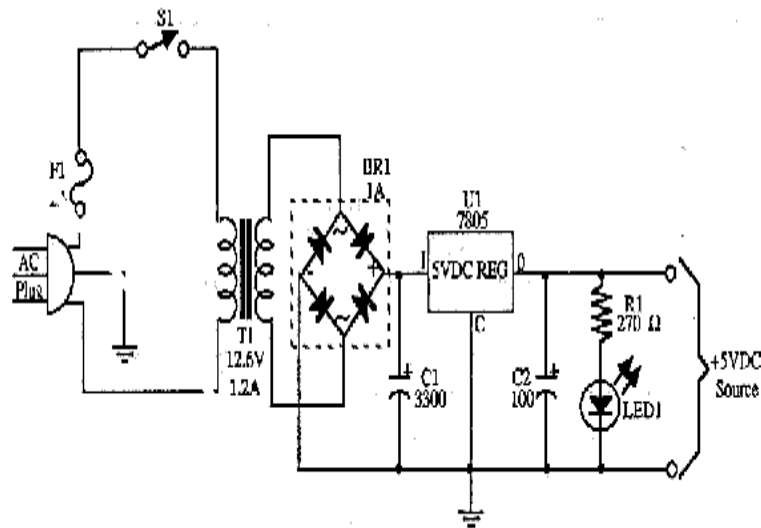 S1
F1
AC
Plug
T1
12.6V
1.2A
BR1
1A
~
-
+
~
I
U1
7805
5VDC REG
O
C
C1
3300
+
C2
100
+
R1
270 Ω
LED1
+5VDC
Source